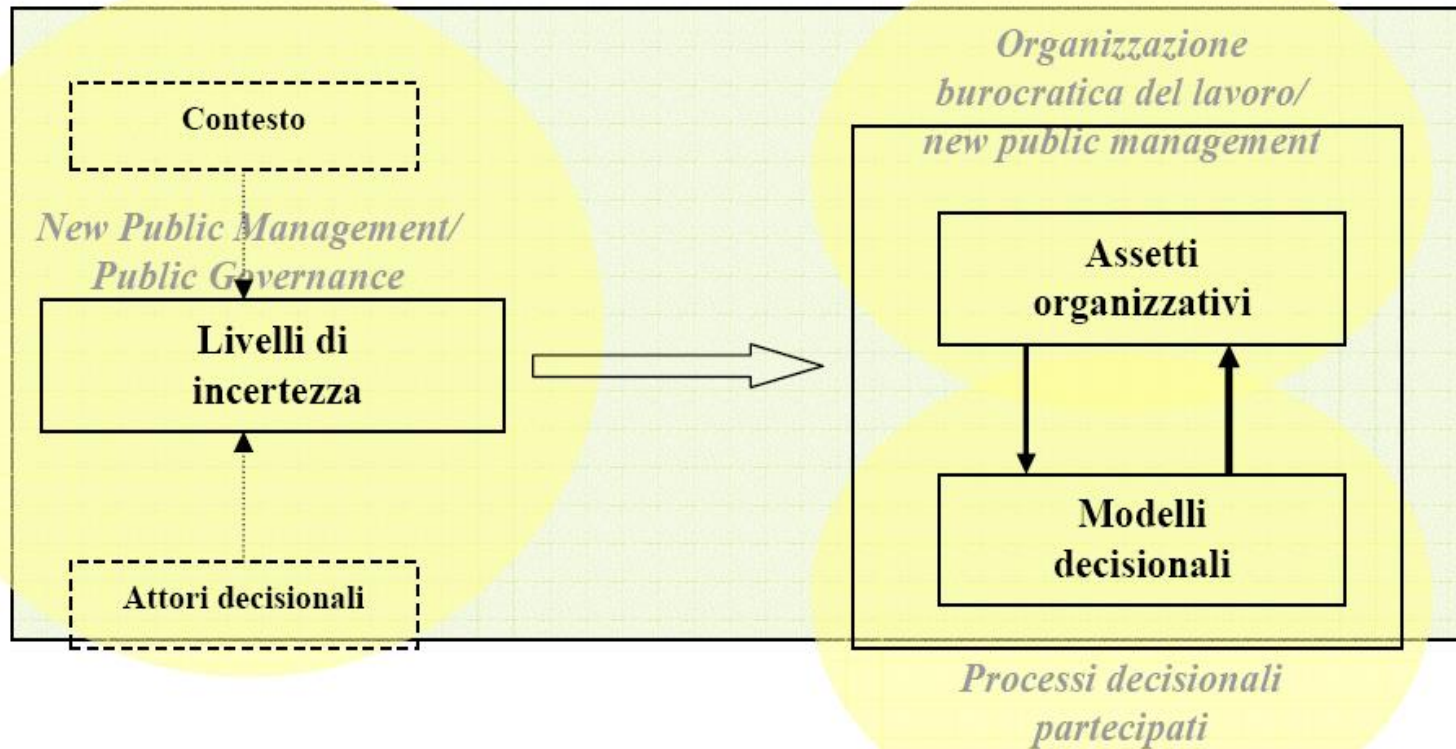 Contesto
New Public Management/
Public Governance
Livelli di
incertezza
Attori decisionali
Organizzazione
burocratica del lavoro/
new public management
Assetti
organizzativi
Modelli
decisionali
Processi decisionali
partecipati